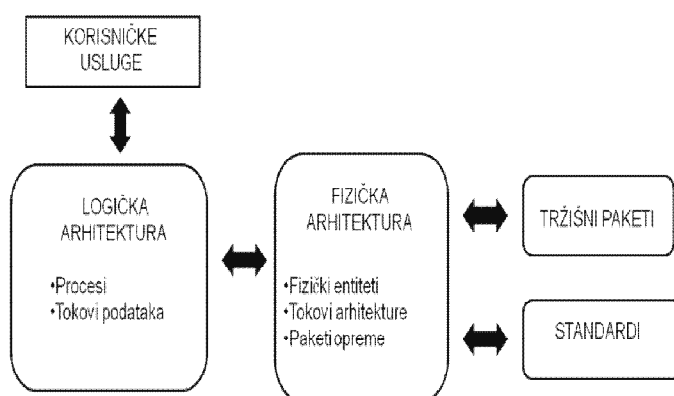 KORISNIČKE
USLUGE
LOGIČKA
ARHITEKTURA
•Procesi
•Tokovi podataka
FIZIČKA
ARHITEKTURA
•Fizički entiteti
•Tokovi arhitekture
•Paketi opreme
TRŽIŠNI PAKETI
STANDARDI